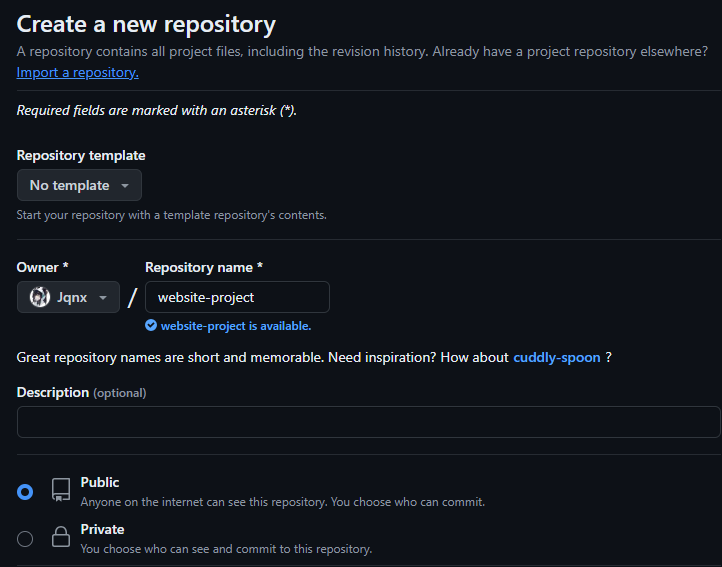 Create a new repository
A repository contains all project files, including the revision history. Already have a project repository elsewhere?
Import a repository.
Required fields are marked with an asterisk (*).
Repository template
No template
Start your repository with a template repository's contents.
Owner * Repository name *
Jqnx / website-project
website-project is available.
Great repository names are short and memorable. Need inspiration? How about cuddly-spoon ?
Description (optional)
Public
Anyone on the internet can see this repository. You choose who can commit.
Private
You choose who can see and commit to this repository.